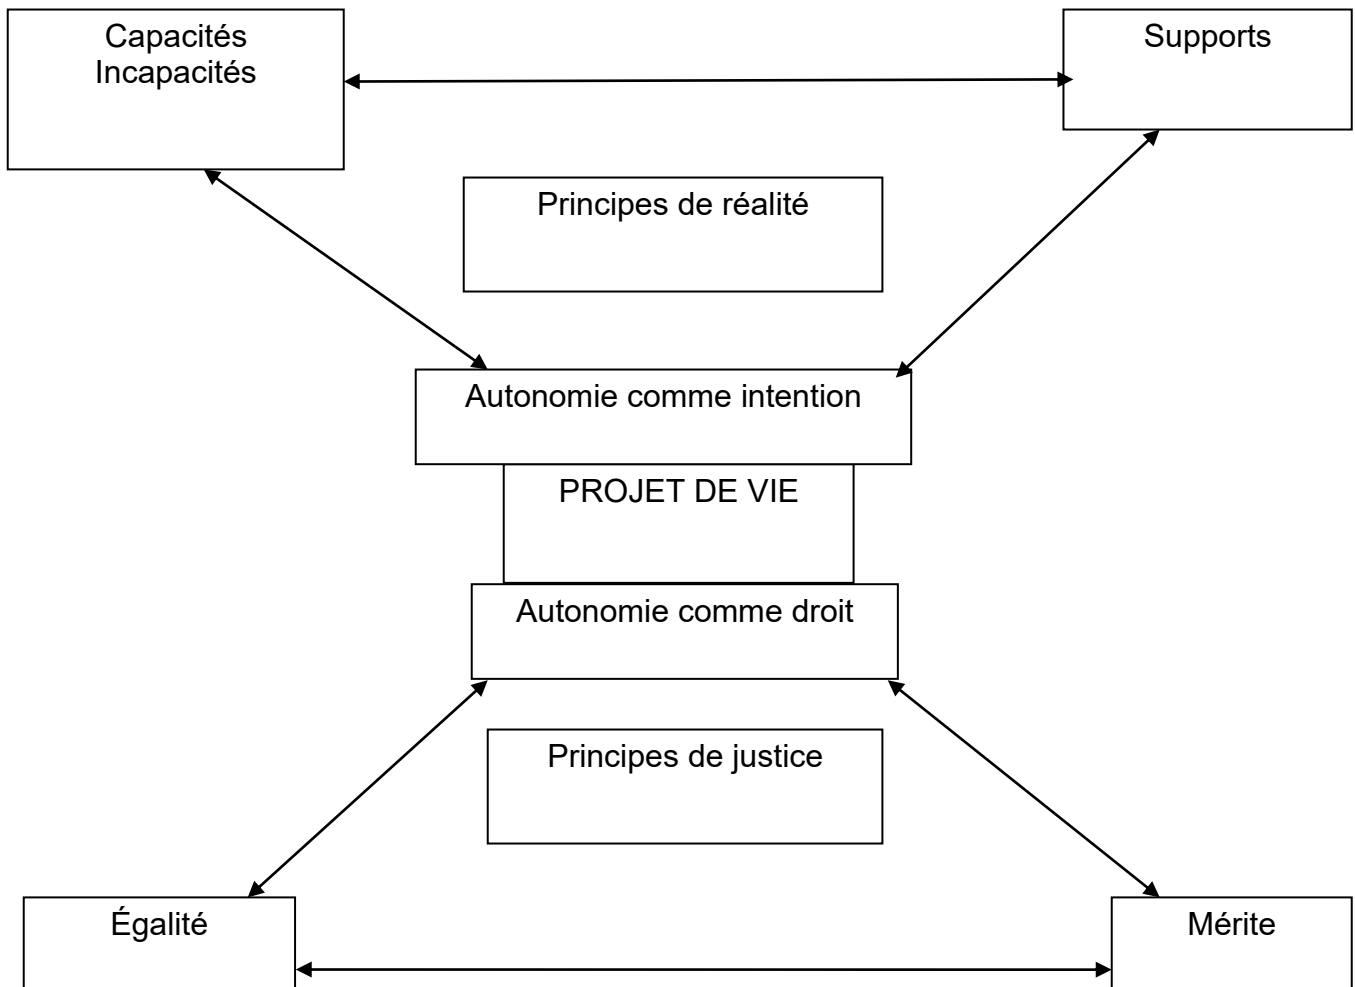 Capacités
Incapacités
Supports
Principes de réalité
Autonomie comme intention
PROJET DE VIE
Autonomie comme droit
Principes de justice
Égalité
Mérite